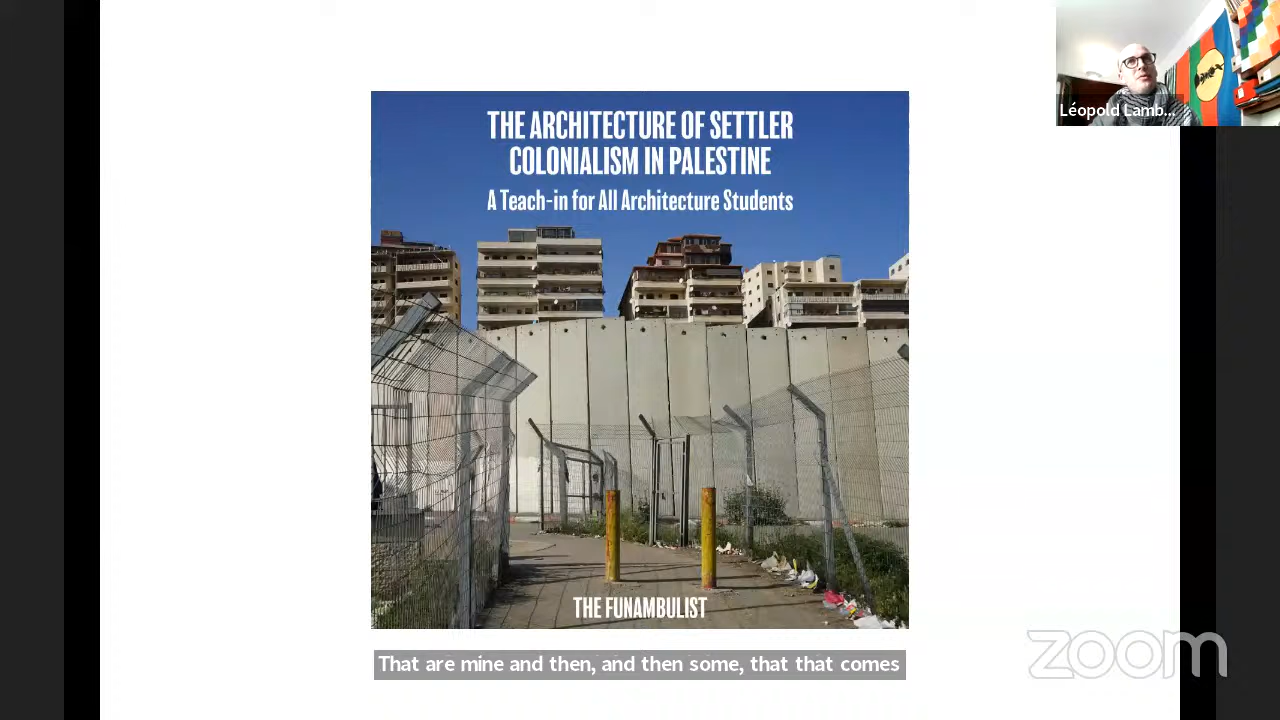 THE ARCHITECTURE OF SETTLER
COLONIALISM IN PALESTINE
A Teach-in for All Architecture Students
THE FUNAMBULIST
Léopold Lamb...
That are mine and then, and then some, that that comes
zoom